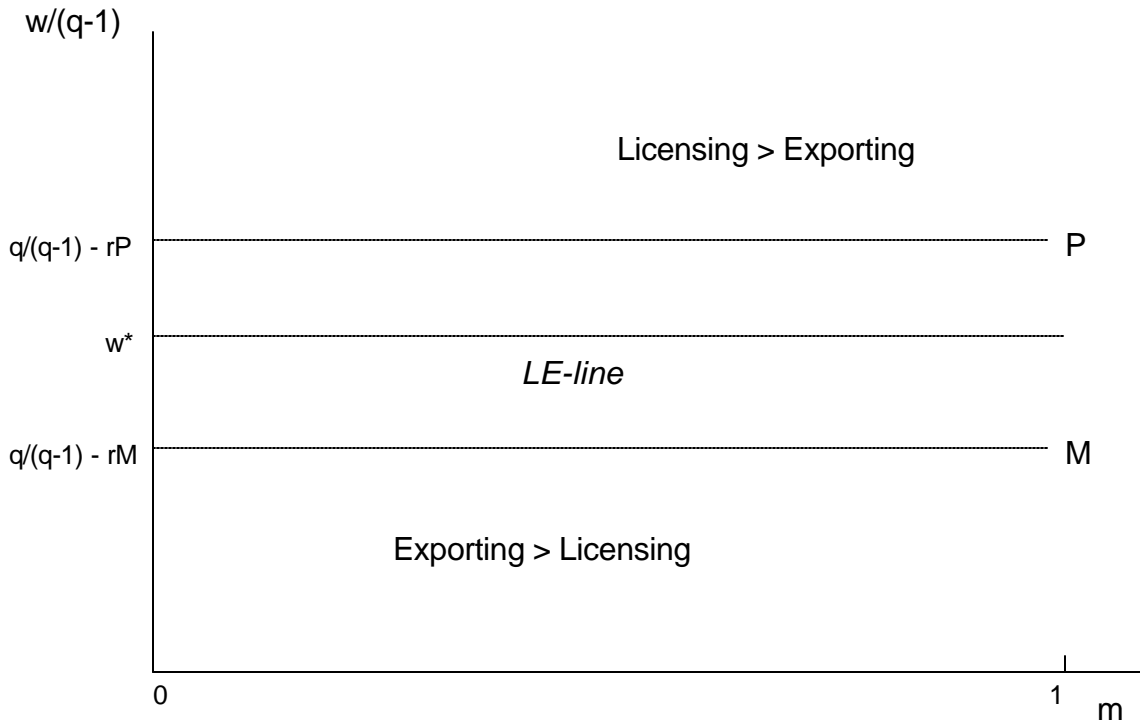 w/(q-1)
Licensing > Exporting
q/(q-1) - rP
P
w*
LE-line
q/(q-1) - rM
M
Exporting > Licensing
0
1
m